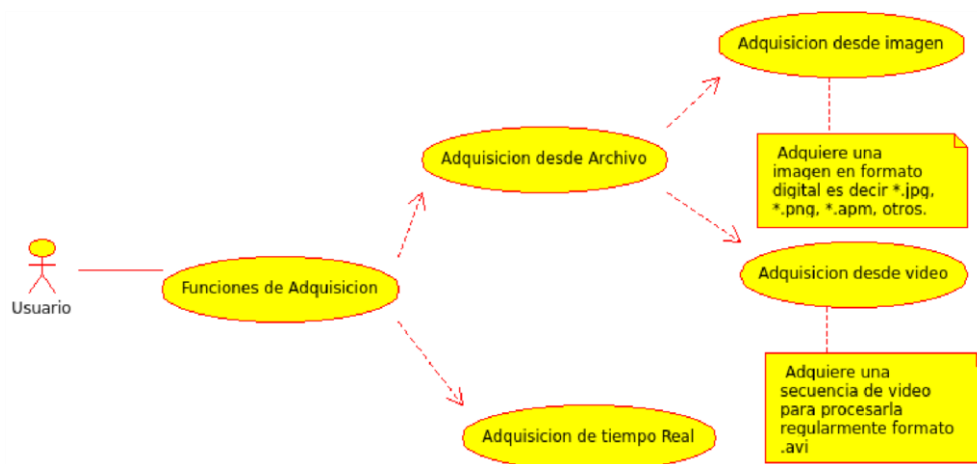 Adquisicion desde imagen
Adquisicion desde Archivo
Adquiere una
imagen en formato
digital es decir *.jpg,
*.png, *.apm, otros.
Adquisicion desde video
Funciones de Adquisicion
Usuario
Adquiere una
secuencia de video
para procesarla
regularmente formato
.avi
Adquisicion de tiempo Real